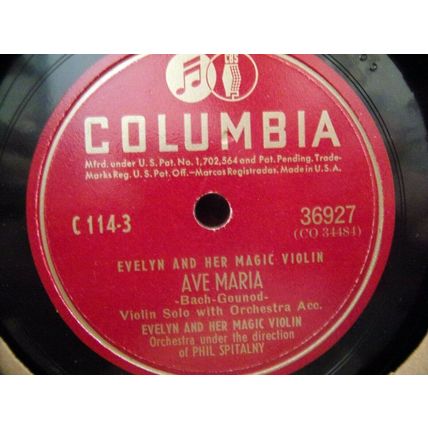 CBS
COLUMBIA
Mfrd. under U.S. Pat. No. 1,702,564 and Pat. Pending. Trade-
Marks Reg. U.S. Pat. Off.—Marcas Registradas. Made in U.S.A.
C 114-3
36927
(CO 34484)
EVELYN AND HER MAGIC VIOLIN
AVE MARIA
-Bach-Gounod-
Violin Solo with Orchestra Acc.
EVELYN AND HER MAGIC VIOLIN
Orchestra under the direction
of PHIL SPITALNY